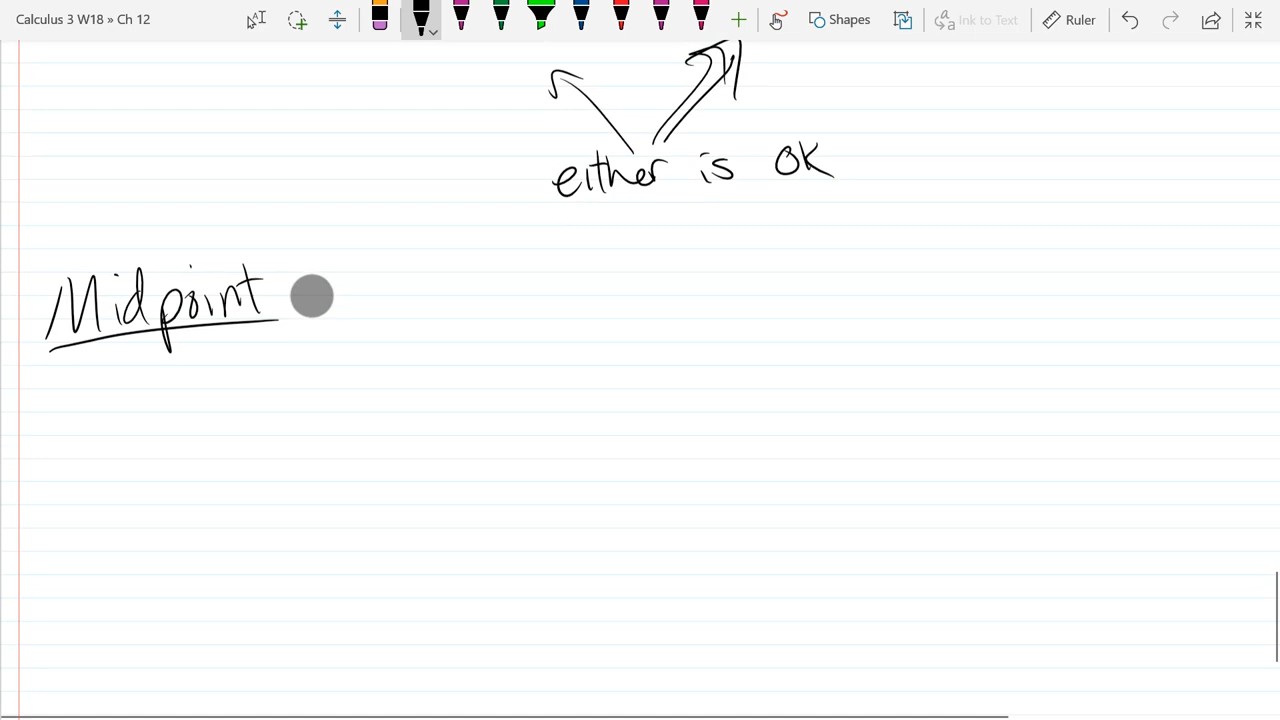 Calculus 3 W18 » Ch 12
Shapes
Ink to Text
Ruler
either is OK
Midpoint